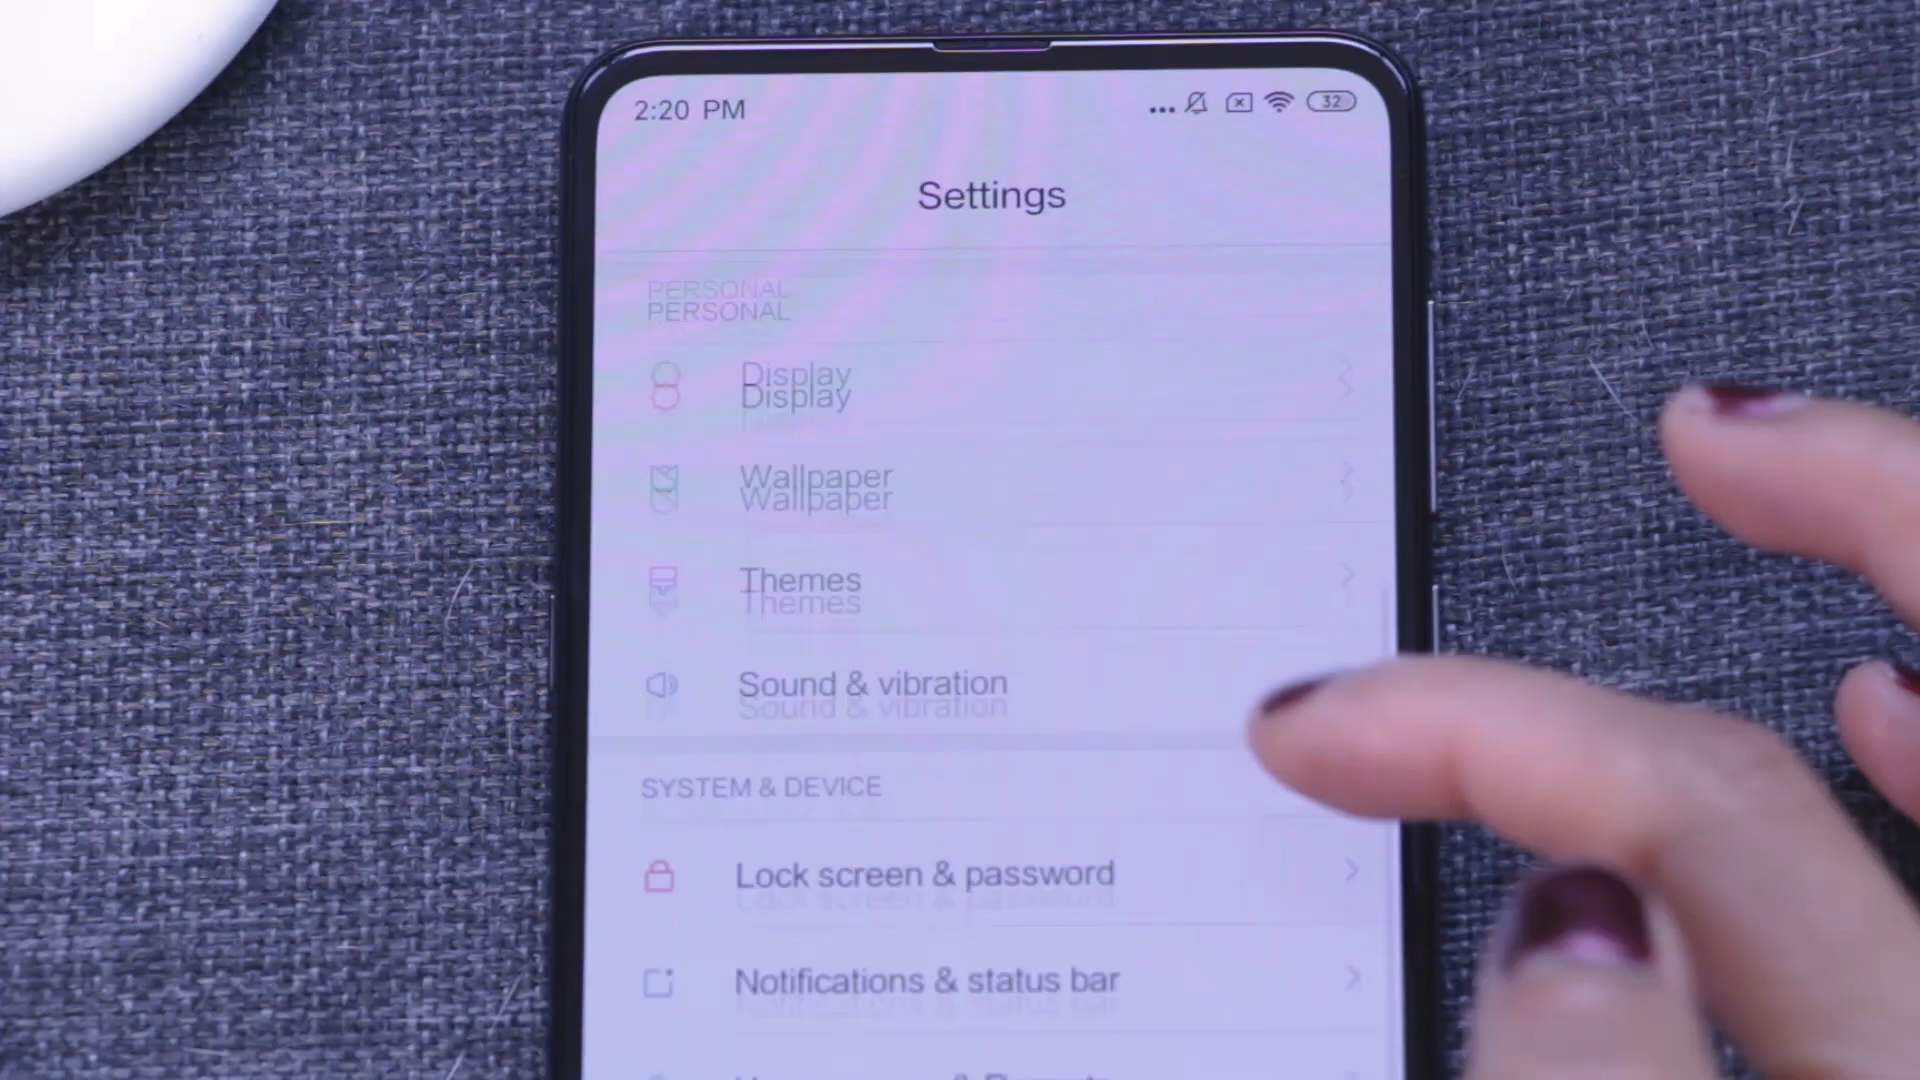 2:20 PM
32
Settings
PERSONAL
Display
Wallpaper
Themes
Sound & vibration
SYSTEM & DEVICE
Lock screen & password
Notifications & status bar